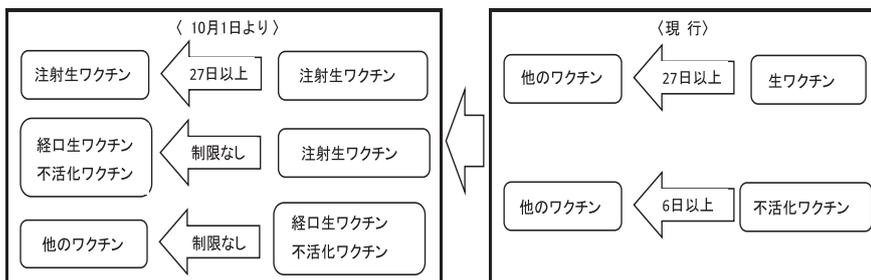 〈 10月1日より〉
注射生ワクチン
27日以上
注射生ワクチン
経口生ワクチン
不活化ワクチン
制限なし
注射生ワクチン
他のワクチン
制限なし
経口生ワクチン
不活化ワクチン
〈現 行〉
他のワクチン
27日以上
生ワクチン
他のワクチン
6日以上
不活化ワクチン